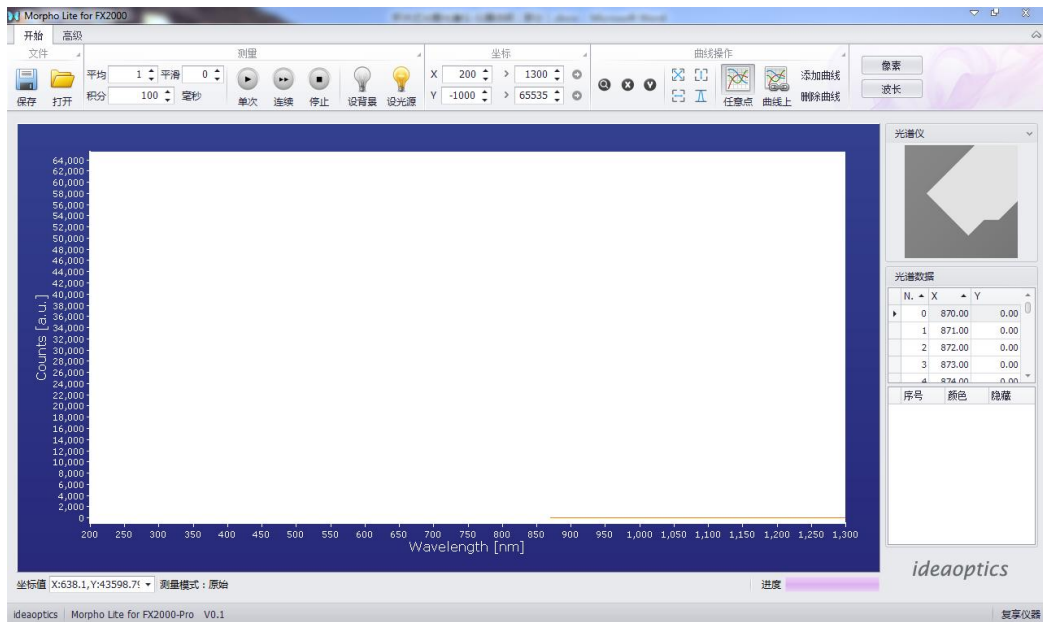 Morpho Lite for FX2000
开始 高级
文件 测量 坐标 曲线操作
平均 1 平滑 0 X 200 > 1300 添加曲线 像素
积分 100 毫秒 Y -1000 > 65535 删除曲线 波长
保存 打开 单次 连续 停止 设背景 设光源 任意点 曲线上
光谱仪
64,000
62,000
60,000
58,000
56,000
54,000
52,000
50,000
48,000
46,000
44,000
42,000
40,000
38,000
36,000
34,000
32,000
30,000
28,000
26,000
24,000
22,000
20,000
18,000
16,000
14,000
12,000
10,000
8,000
6,000
4,000
2,000
0
Counts [a.u.]
200 250 300 350 400 450 500 550 600 650 700 750 800 850 900 950 1,000 1,050 1,100 1,150 1,200 1,250 1,300
Wavelength [nm]
光谱数据
N. X Y
0 870.00 0.00
1 871.00 0.00
2 872.00 0.00
3 873.00 0.00
4 874.00 0.00
序号 颜色 隐藏
ideaoptics
坐标值 X:638.1,Y:43598.79 测量模式：原始 进度
ideaoptics Morpho Lite for FX2000-Pro V0.1 复享仪器